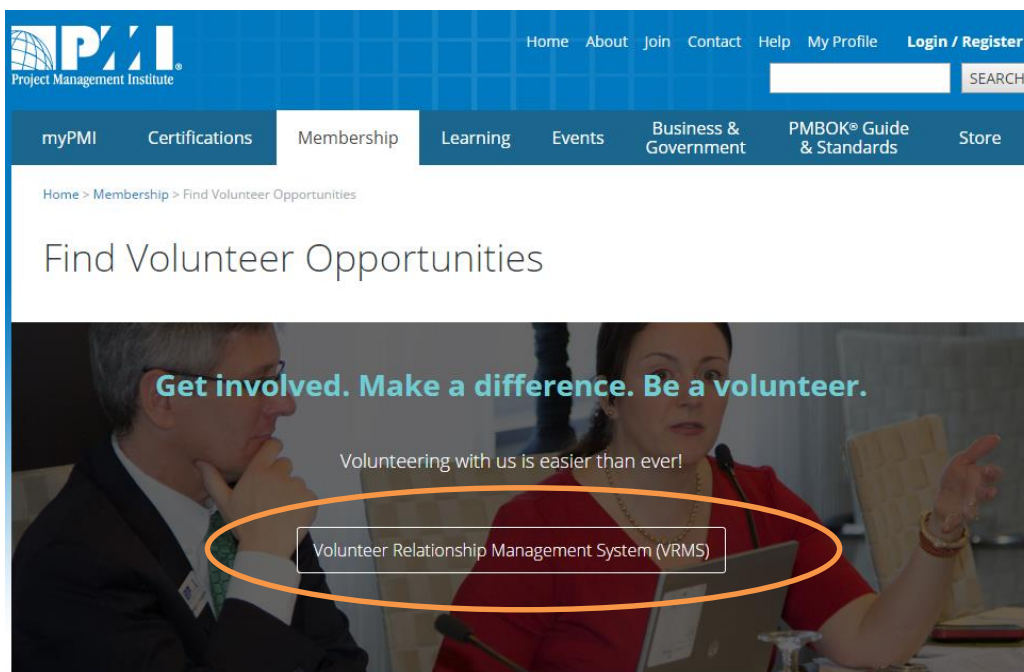 PMI®
Project Management Institute
Home About Join Contact Help My Profile Login / Register
SEARCH
myPMI Certifications Membership Learning Events Business & Government PMBOK® Guide & Standards Store
Home > Membership > Find Volunteer Opportunities
Find Volunteer Opportunities
Get involved. Make a difference. Be a volunteer.
Volunteering with us is easier than ever!
Volunteer Relationship Management System (VRMS)